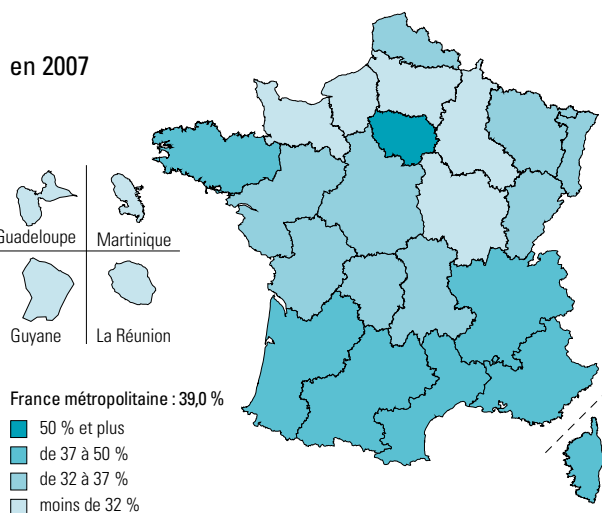 en 2007
Guadeloupe
Martinique
Guyane
La Réunion
France métropolitaine : 39,0 %
50 % et plus
de 37 à 50 %
de 32 à 37 %
moins de 32 %